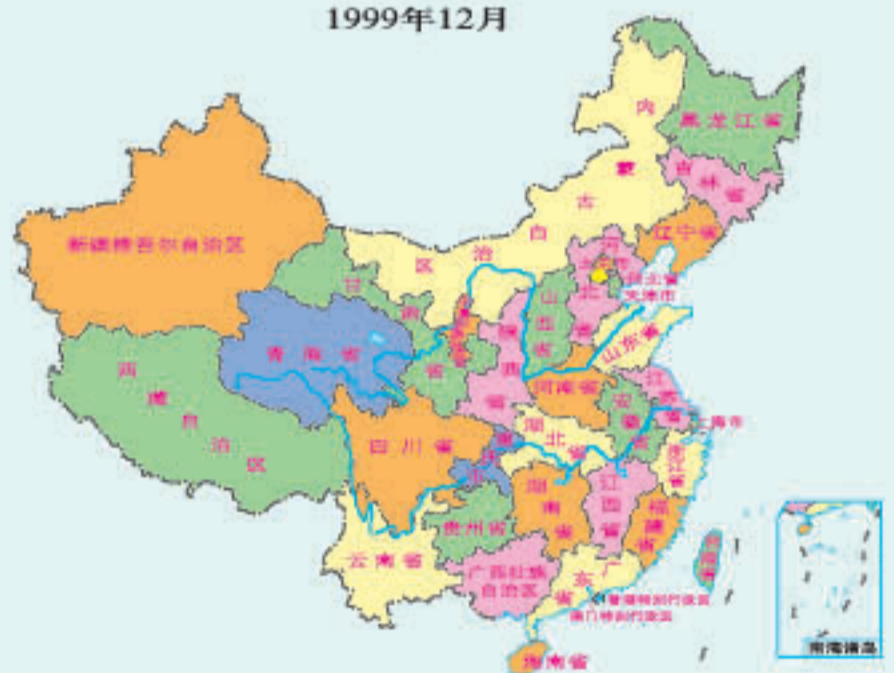 1999年12月
黑龙江省
内蒙古自治区
吉林省
辽宁省
新疆维吾尔自治区
甘肃省
青海省
西藏自治区
山西省
河北省
天津市
山东省
陕西省
河南省
江苏省
安徽省
上海市
四川省
重庆市
湖北省
浙江省
湖南省
江西省
福建省
贵州省
云南省
广西壮族
自治区
广东省
香港特别行政区
澳门特别行政区
海南省
南海诸岛